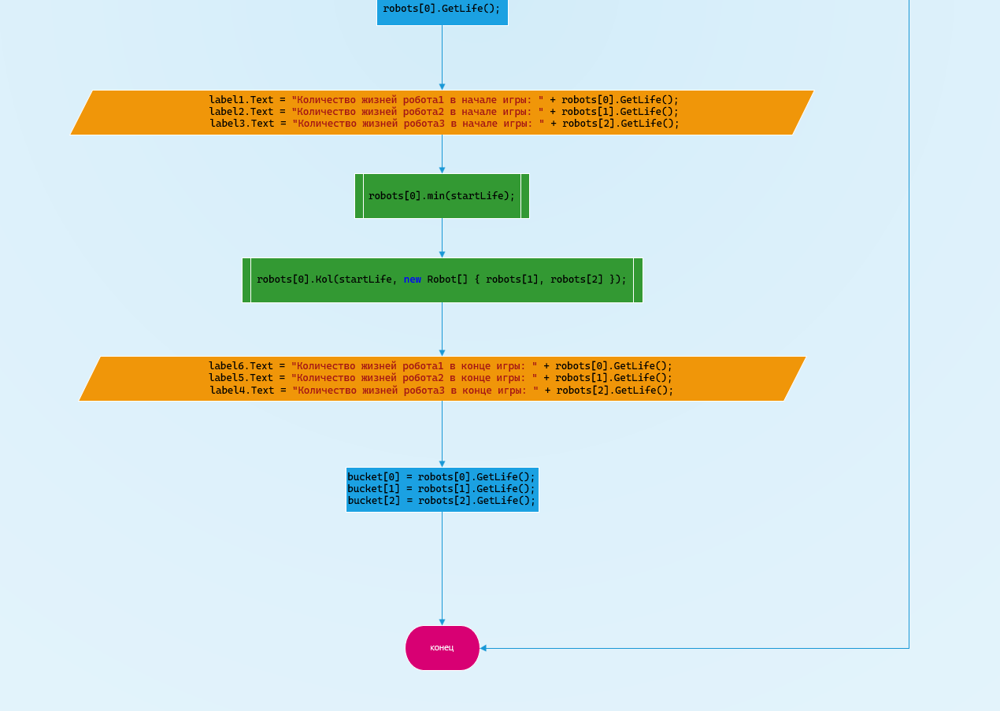 robots[0].GetLife();
label1.Text = "Количество жизней робота1 в начале игры: " + robots[0].GetLife();
label2.Text = "Количество жизней робота2 в начале игры: " + robots[1].GetLife();
label3.Text = "Количество жизней робота3 в начале игры: " + robots[2].GetLife();
robots[0].min(startLife);
robots[0].Kol(startLife, new Robot[] { robots[1], robots[2] });
label6.Text = "Количество жизней робота1 в конце игры: " + robots[0].GetLife();
label5.Text = "Количество жизней робота2 в конце игры: " + robots[1].GetLife();
label4.Text = "Количество жизней робота3 в конце игры: " + robots[2].GetLife();
bucket[0] = robots[0].GetLife();
bucket[1] = robots[1].GetLife();
bucket[2] = robots[2].GetLife();
конец